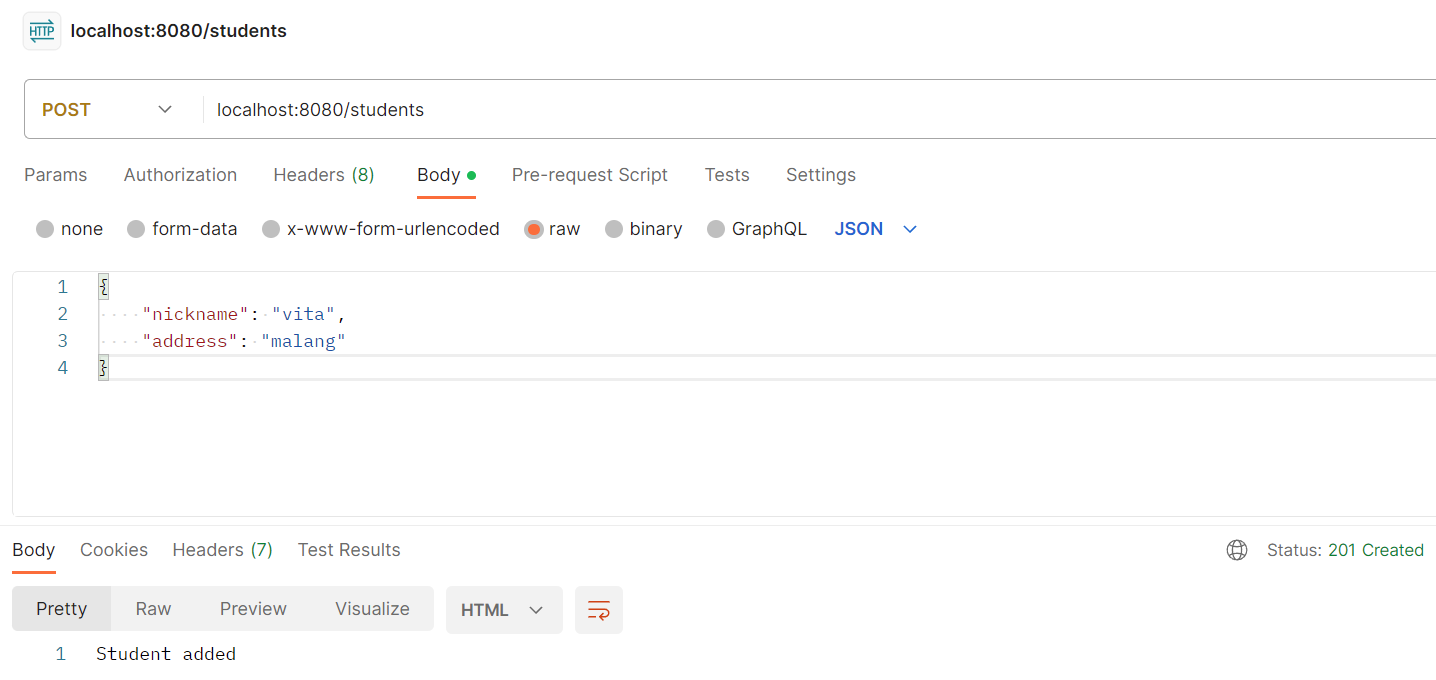 HTTP localhost:8080/students
POST localhost:8080/students
Params Authorization Headers (8) Body Pre-request Script Tests Settings
none form-data x-www-form-urlencoded raw binary GraphQL JSON
1 {
2 "nickname": "vita",
3 "address": "malang"
4 }
Body Cookies Headers (7) Test Results Status: 201 Created
Pretty Raw Preview Visualize HTML
1 Student added